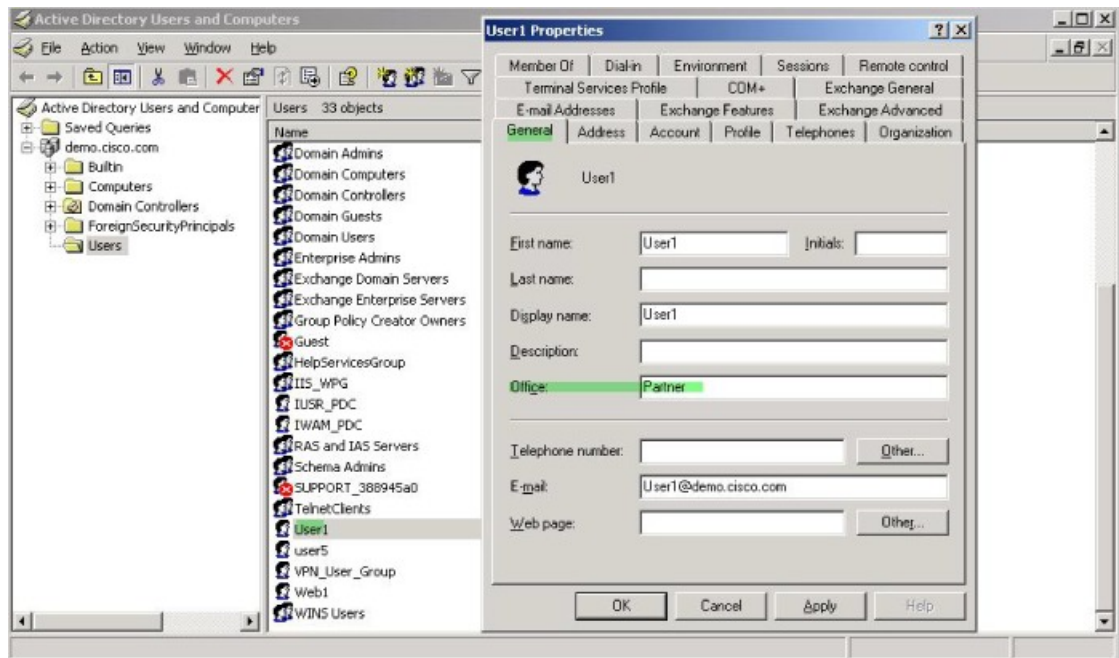 Active Directory Users and Computers
File Action View Window Help
Active Directory Users and Computer
Saved Queries
demo.cisco.com
Builtin
Computers
Domain Controllers
ForeignSecurityPrincipals
Users
Users 33 objects
Name
Domain Admins
Domain Computers
Domain Controllers
Domain Guests
Domain Users
Enterprise Admins
Exchange Domain Servers
Exchange Enterprise Servers
Group Policy Creator Owners
Guest
HelpServicesGroup
IIS_WPG
IUSR_PDC
IWAM_PDC
RAS and IAS Servers
Schema Admins
SUPPORT_388945a0
TelnetClients
User1
user5
VPN_User_Group
Web1
WINS Users
User1 Properties
Member Of Dial-in Environment Sessions Remote control
Terminal Services Profile COM+ Exchange General
E-mail Addresses Exchange Features Exchange Advanced
General Address Account Profile Telephones Organization
User1
First name: User1 Initials:
Last name:
Display name: User1
Description:
Office: Partner
Telephone number: Other...
E-mail: User1@demo.cisco.com
Web page: Other...
OK Cancel Apply Help